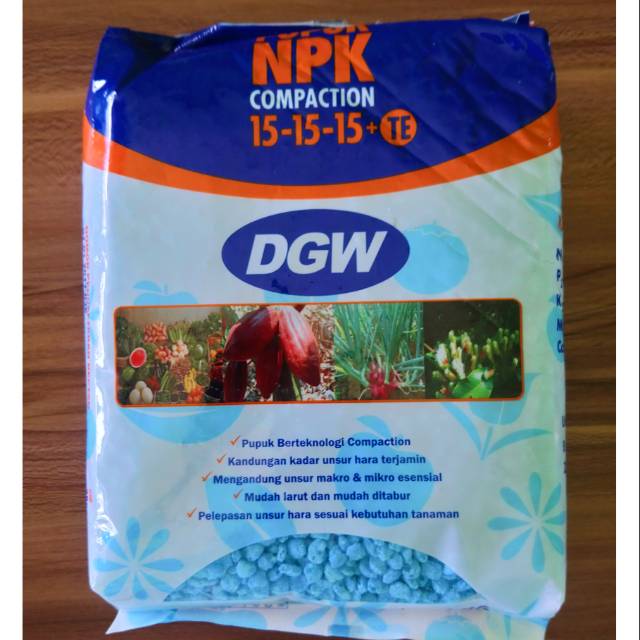 PUPUK
NPK
COMPACTION
15-15-15+TE
DGW
Pupuk Berteknologi Compaction
Kandungan kadar unsur hara terjamin
Mengandung unsur makro & mikro esensial
Mudah larut dan mudah ditabur
Pelepasan unsur hara sesuai kebutuhan tanaman